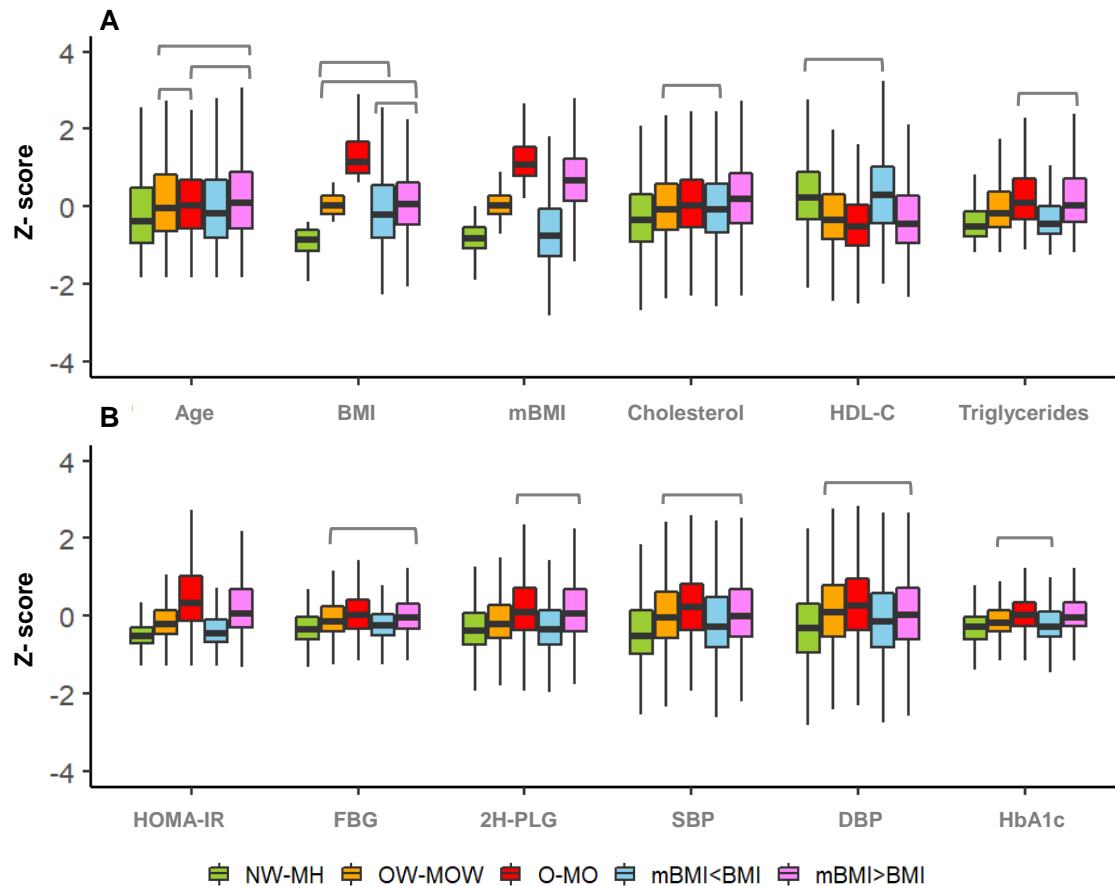 A
4
2
0
-2
-4
Z- score
Age BMI mBMI Cholesterol HDL-C Triglycerides
B
4
2
0
-2
-4
Z- score
HOMA-IR FBG 2H-PLG SBP DBP HbA1c
NW-MH OW-MOW O-MO mBMI<BMI mBMI>BMI